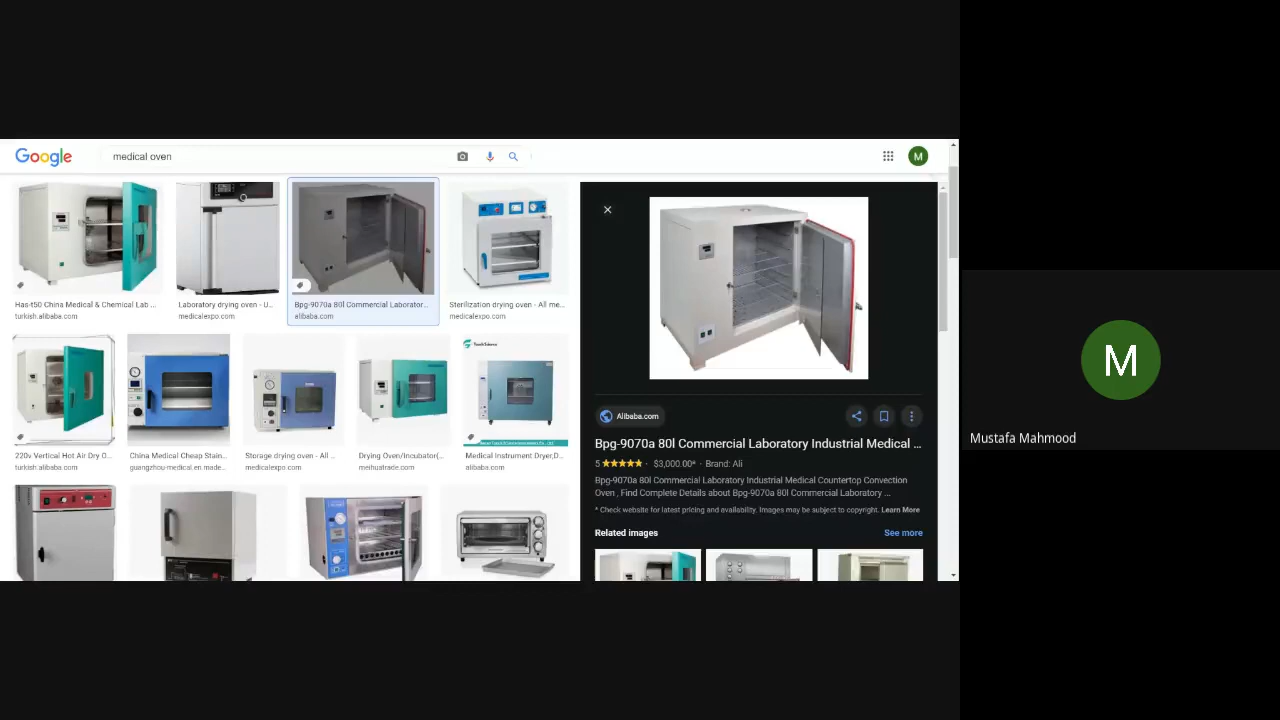 Google
medical oven
M
Has-t50 China Medical & Chemical Lab ...
turkish.alibaba.com
Laboratory drying oven - U...
medicalexpo.com
Bpg-9070a 80l Commercial Laborator...
alibaba.com
Sterilization drying oven - All me...
medicalexpo.com
220v Vertical Hot Air Dry O...
turkish.alibaba.com
China Medical Cheap Stain...
guangzhou-medical.en.made...
Storage drying oven - All ...
medicalexpo.com
Drying Oven/Incubator(...
meihuatrade.com
Medical Instrument Dryer,D...
alibaba.com
Alibaba.com
Bpg-9070a 80l Commercial Laboratory Industrial Medical ...
5 ★★★★★ · $3,000.00* · Brand: Ali
Bpg-9070a 80l Commercial Laboratory Industrial Medical Countertop Convection
Oven , Find Complete Details about Bpg-9070a 80l Commercial Laboratory ...
* Check website for latest pricing and availability. Images may be subject to copyright. Learn More
Related images
See more
M
Mustafa Mahmood